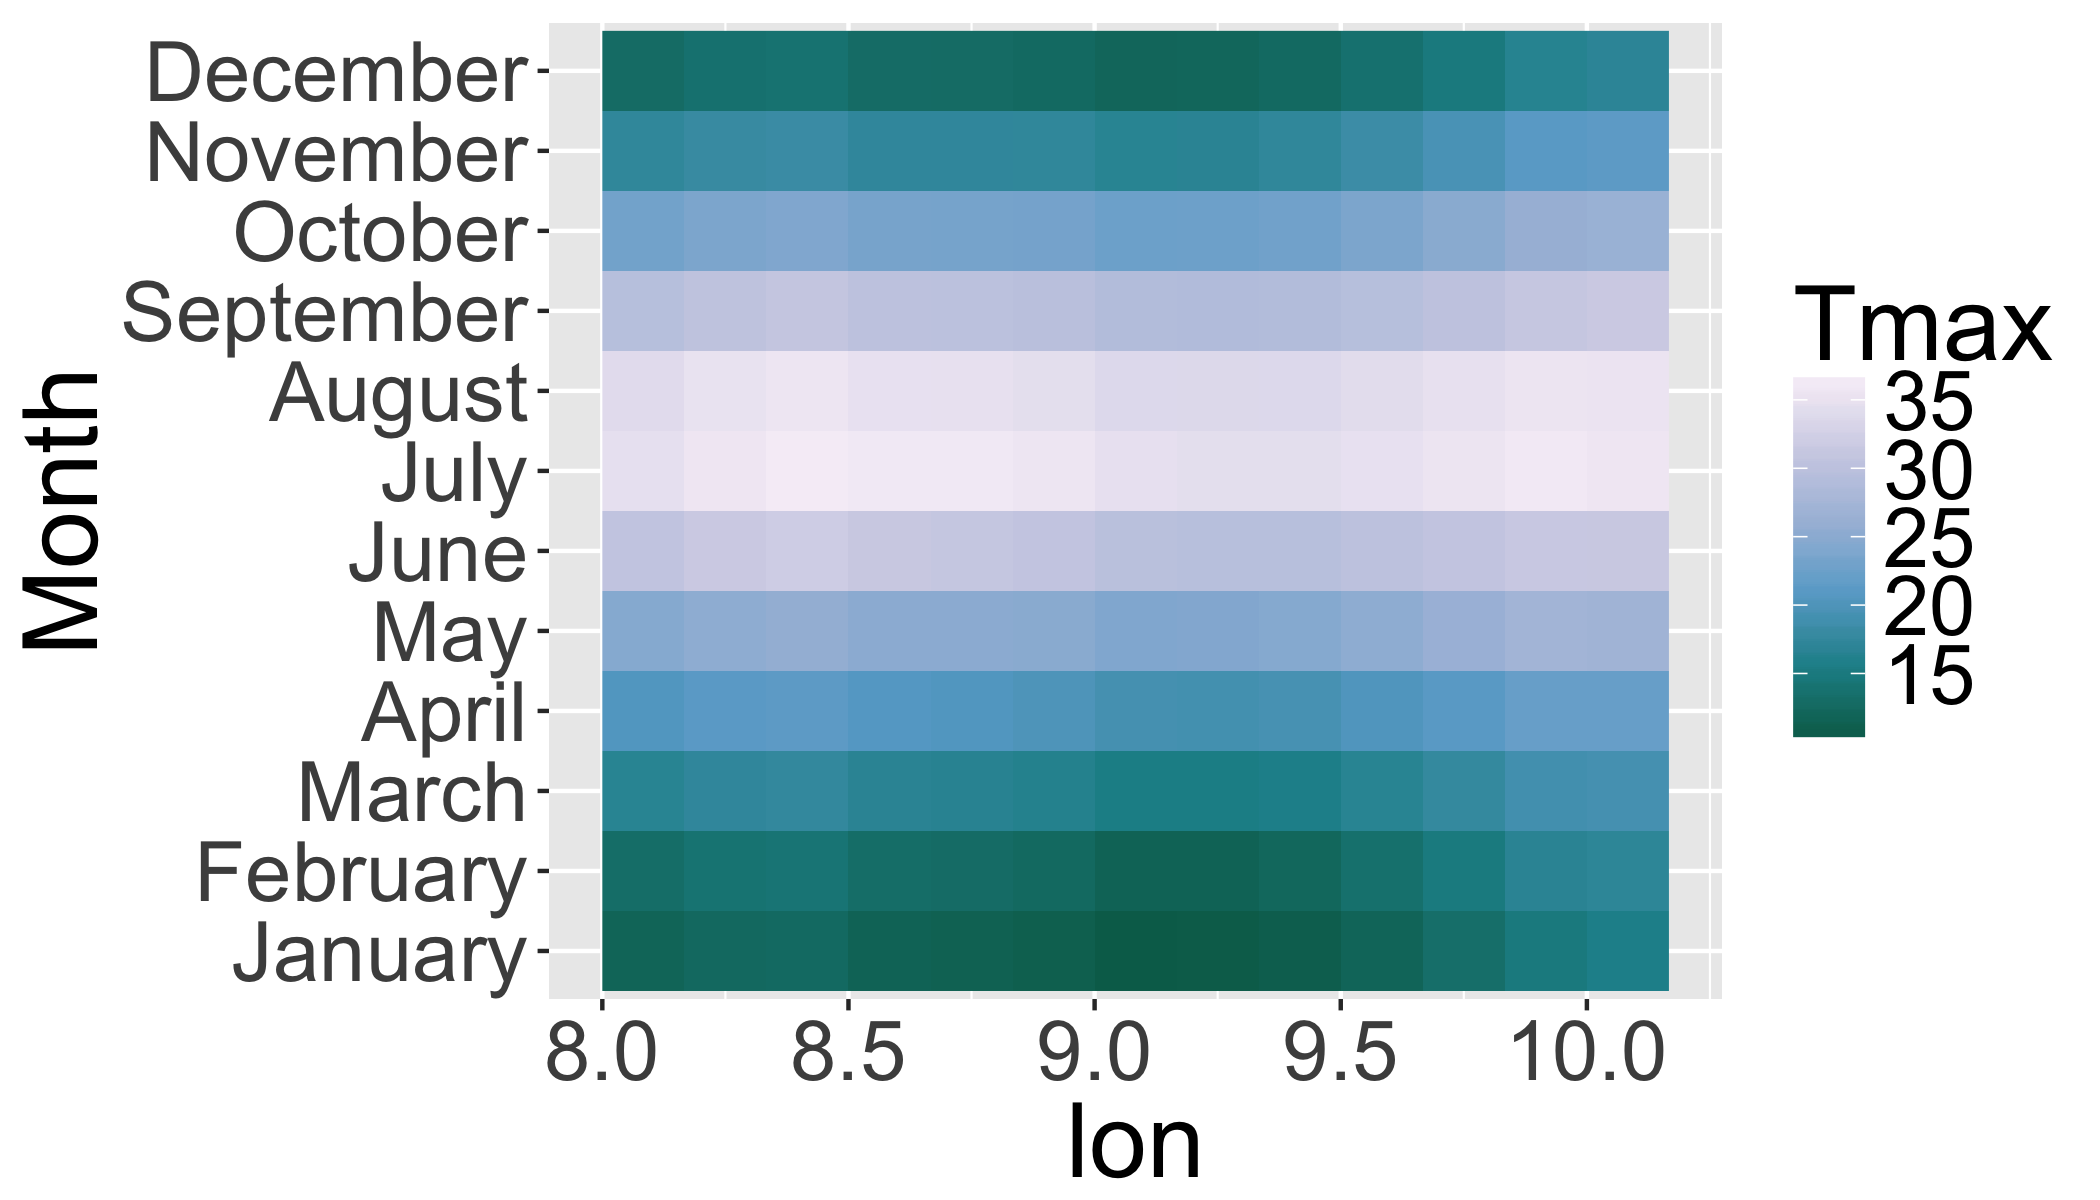 Month
December
November
October
September
August
July
June
May
April
March
February
January
8.0 8.5 9.0 9.5 10.0
lon
Tmax
35
30
25
20
15